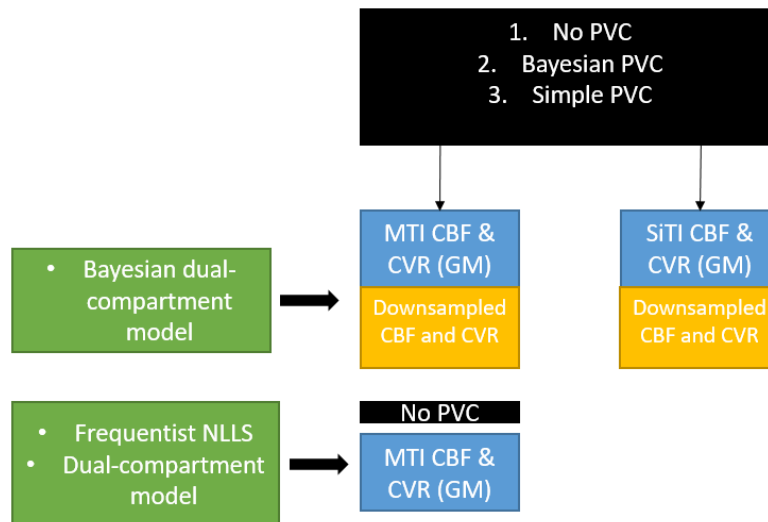 1. No PVC
2. Bayesian PVC
3. Simple PVC
MTI CBF &
CVR (GM)
SiTI CBF &
CVR (GM)
• Bayesian dual-
compartment
model
Downsampled
CBF and CVR
Downsampled
CBF and CVR
No PVC
• Frequentist NLLS
• Dual-compartment
model
MTI CBF &
CVR (GM)